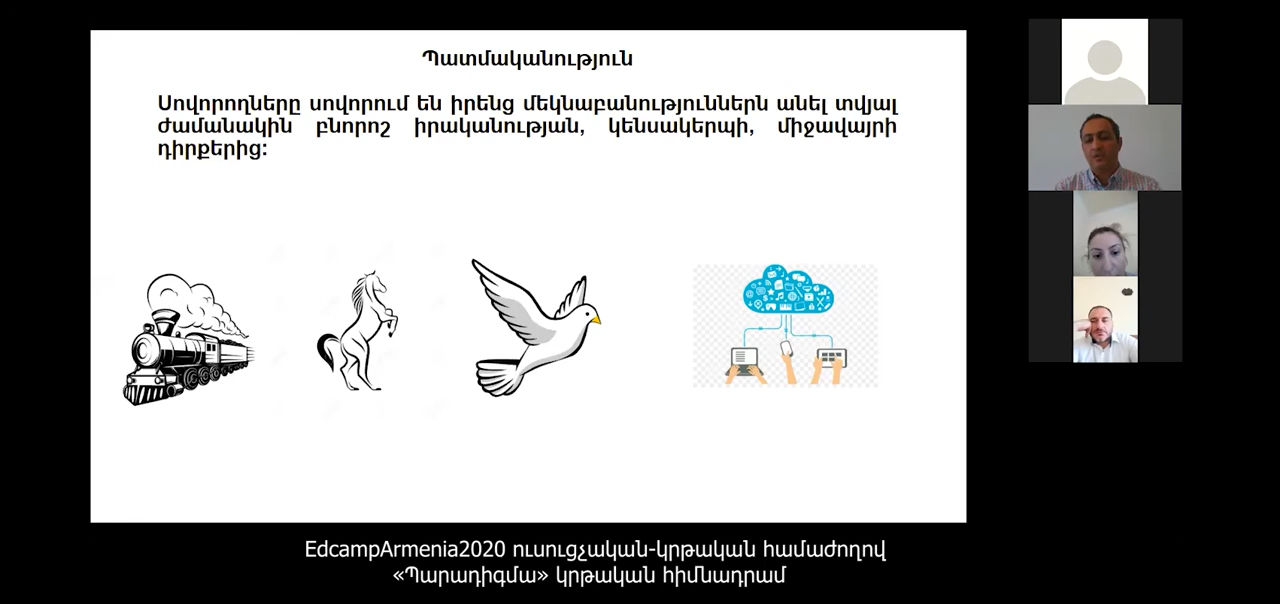 Պատմականություն
Սովորողները սովորում են իրենց մեկնաբանություններն անել տվյալ
ժամանակին բնորոշ իրականության, կենսակերպի, միջավայրի
դիրքերից:
EdcampArmenia2020 ուսուցչական-կրթական համաժողով
«Պարադիգմա» կրթական հիմնադրամ